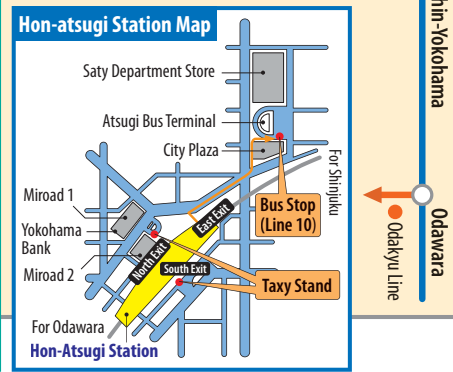 Hon-atsugi Station Map
Saty Department Store
Atsugi Bus Terminal
City Plaza
For Shinjuku
Miroad 1
Yokohama
Bank
Miroad 2
East Exit
North Exit
South Exit
Bus Stop
(Line 10)
Taxy Stand
For Odawara
Hon-Atsugi Station
hin-Yokohama
Odawara
Odakyu Line